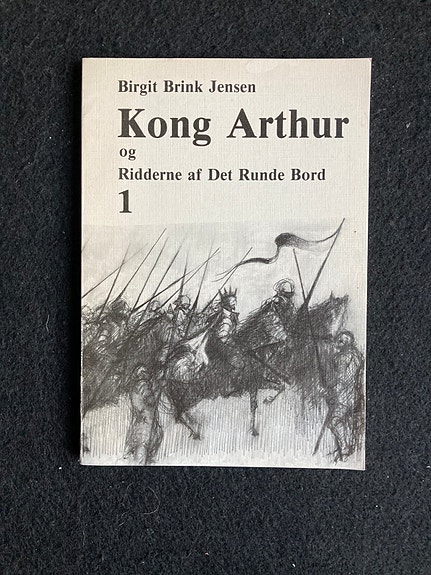 Birgit Brink Jensen
Kong Arthur
og
Ridderne af Det Runde Bord
1